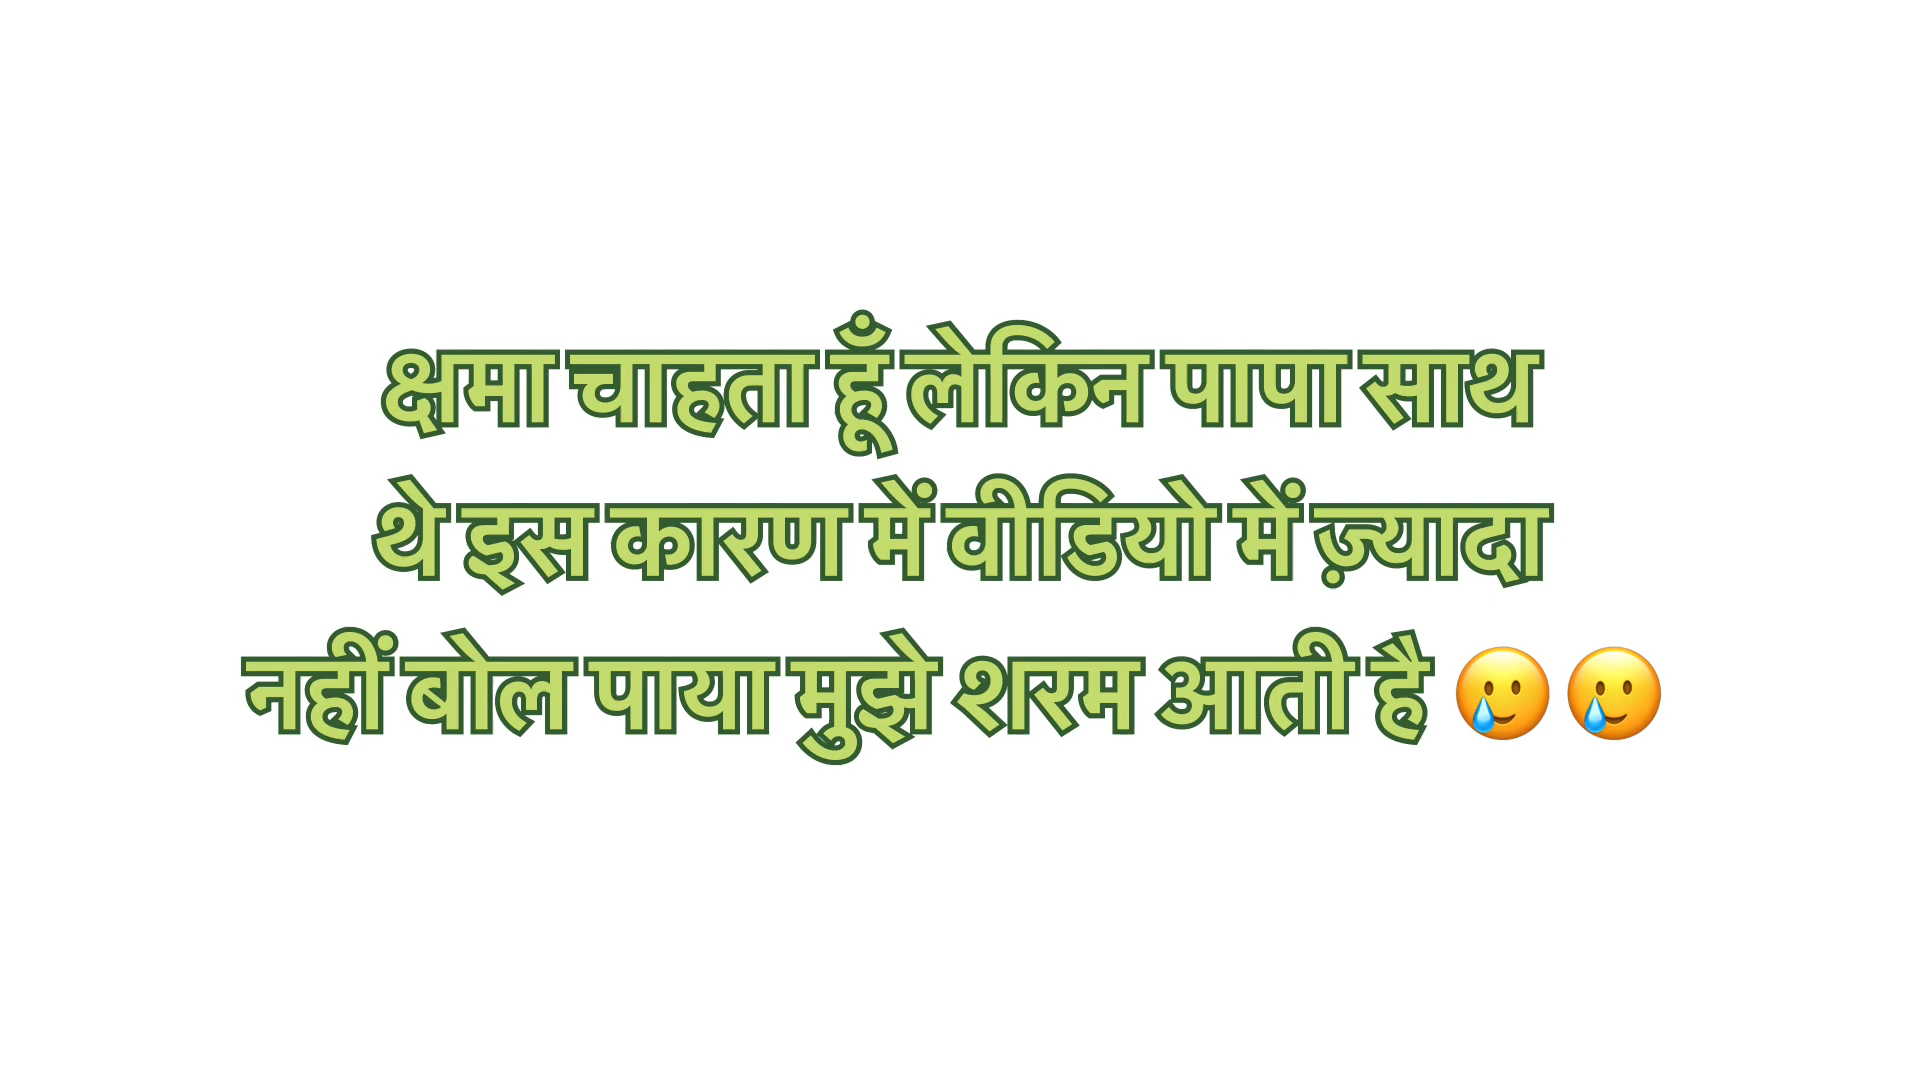 क्षमा चाहता हूँ लेकिन पापा साथ
थे इस कारण में वीडियो में ज़्यादा
नहीं बोल पाया मुझे शरम आती है 🥲🥲